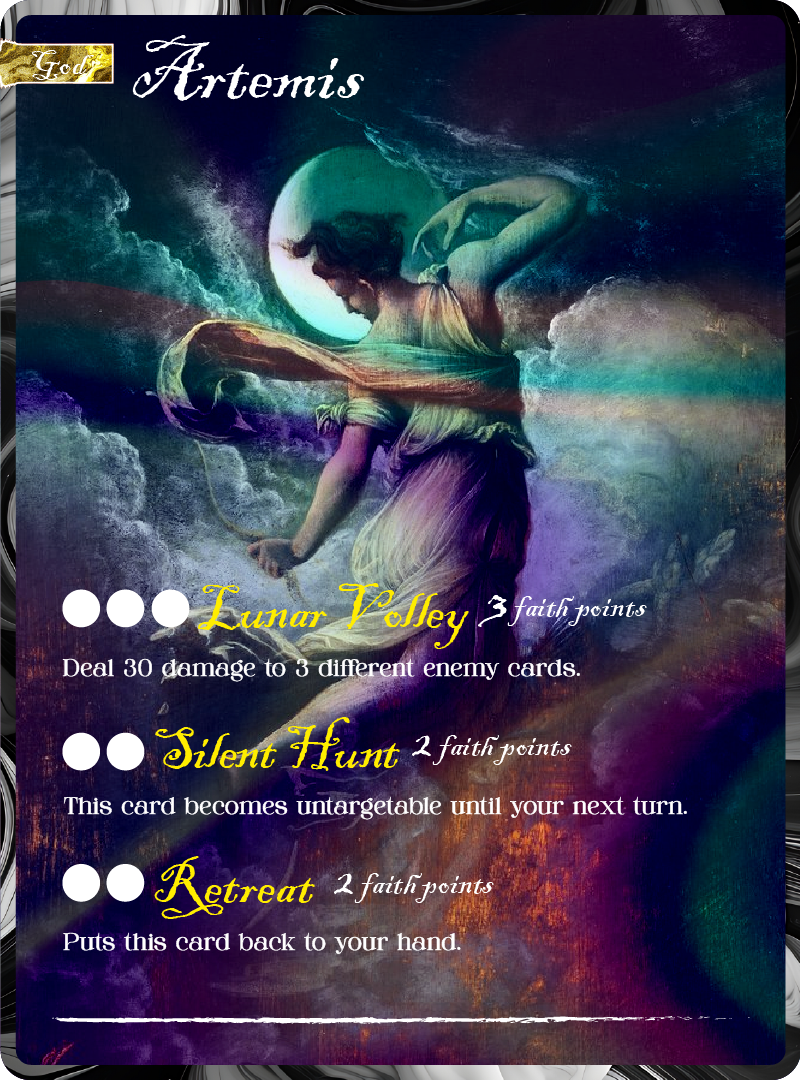 Gods
Artemis
Lunar Volley 3 faith points
Deal 30 damage to 3 different enemy cards.
Silent Hunt 2 faith points
This card becomes untargetable until your next turn.
Retreat 2 faith points
Puts this card back to your hand.